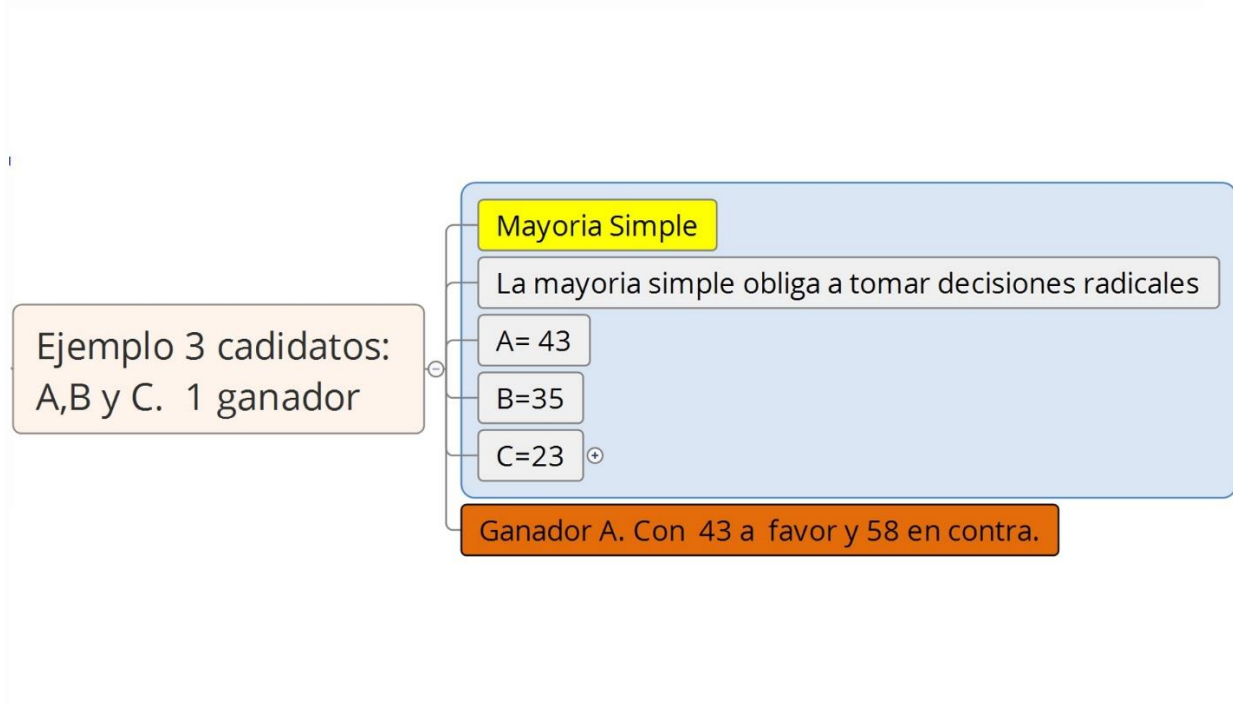 Ejemplo 3 cadidatos:
A,B y C. 1 ganador
Mayoria Simple
La mayoria simple obliga a tomar decisiones radicales
A= 43
B=35
C=23
Ganador A. Con 43 a favor y 58 en contra.